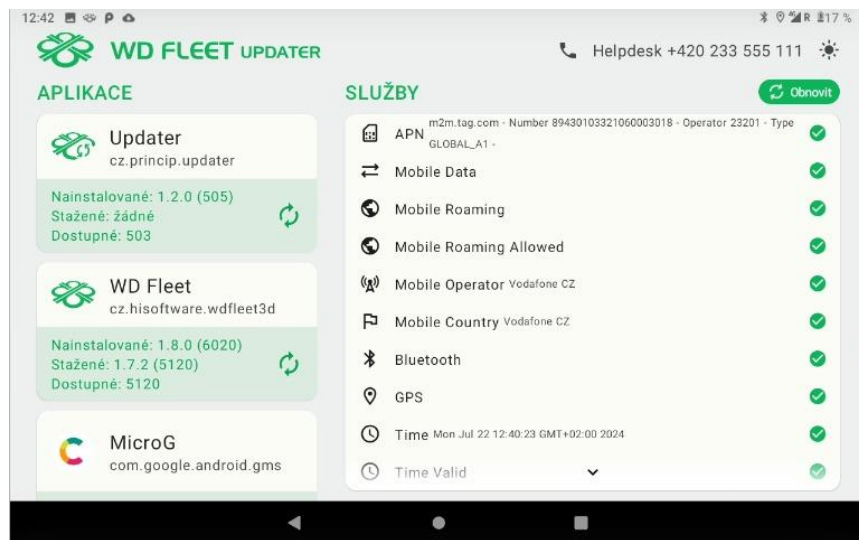 12:42
R 17 %
WD FLEET UPDATER
Helpdesk +420 233 555 111
APLIKACE
Updater
cz.princip.updater
Nainstalované: 1.2.0 (505)
Stažené: žádné
Dostupné: 503
WD Fleet
cz.hisoftware.wdfleet3d
Nainstalované: 1.8.0 (6020)
Stažené: 1.7.2 (5120)
Dostupné: 5120
MicroG
com.google.android.gms
SLUŽBY
Obnovit
APN m2m.tag.com - Number 89430103321060003018 - Operator 23201 - Type
GLOBAL_A1 -
Mobile Data
Mobile Roaming
Mobile Roaming Allowed
Mobile Operator Vodafone CZ
Mobile Country Vodafone CZ
Bluetooth
GPS
Time Mon Jul 22 12:40:23 GMT+02:00 2024
Time Valid